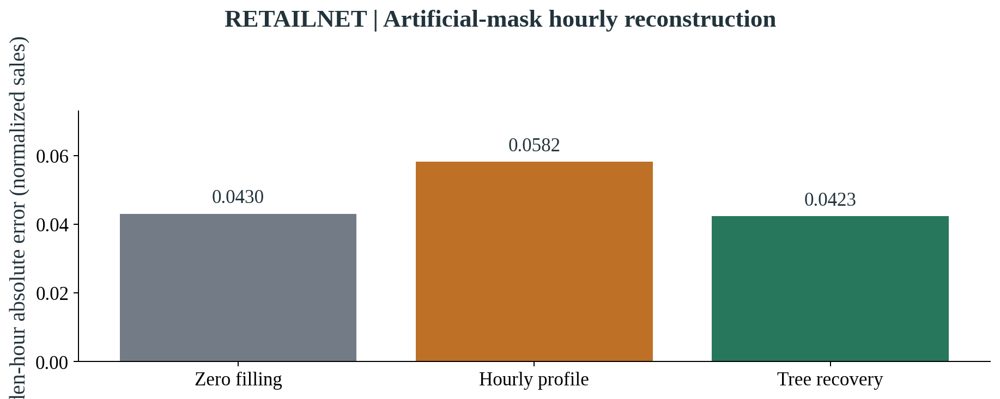 RETAILNET | Artificial-mask hourly reconstruction
den-hour absolute error (normalized sales)
0.06
0.04
0.02
0.00
0.0430
0.0582
0.0423
Zero filling
Hourly profile
Tree recovery